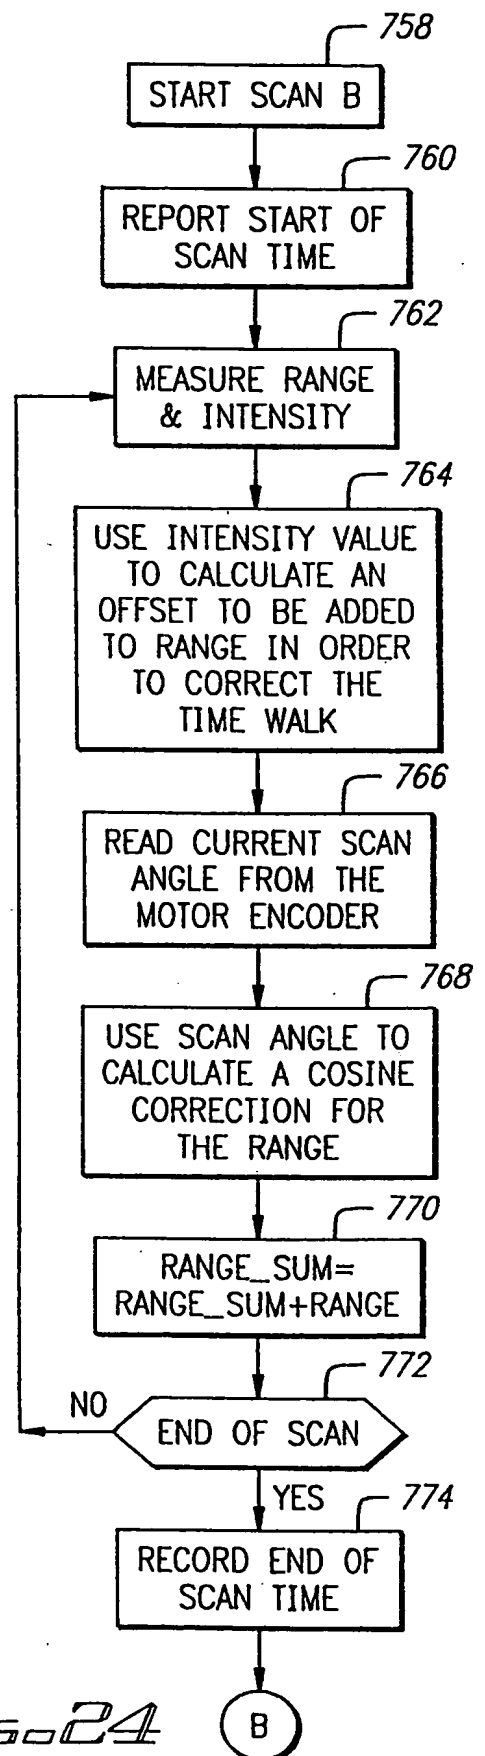 758
START SCAN B
760
REPORT START OF
SCAN TIME
762
MEASURE RANGE
& INTENSITY
764
USE INTENSITY VALUE
TO CALCULATE AN
OFFSET TO BE ADDED
TO RANGE IN ORDER
TO CORRECT THE
TIME WALK
766
READ CURRENT SCAN
ANGLE FROM THE
MOTOR ENCODER
768
USE SCAN ANGLE TO
CALCULATE A COSINE
CORRECTION FOR
THE RANGE
770
RANGE_SUM=
RANGE_SUM+RANGE
772
NO
END OF SCAN
YES
774
RECORD END OF
SCAN TIME
24
B